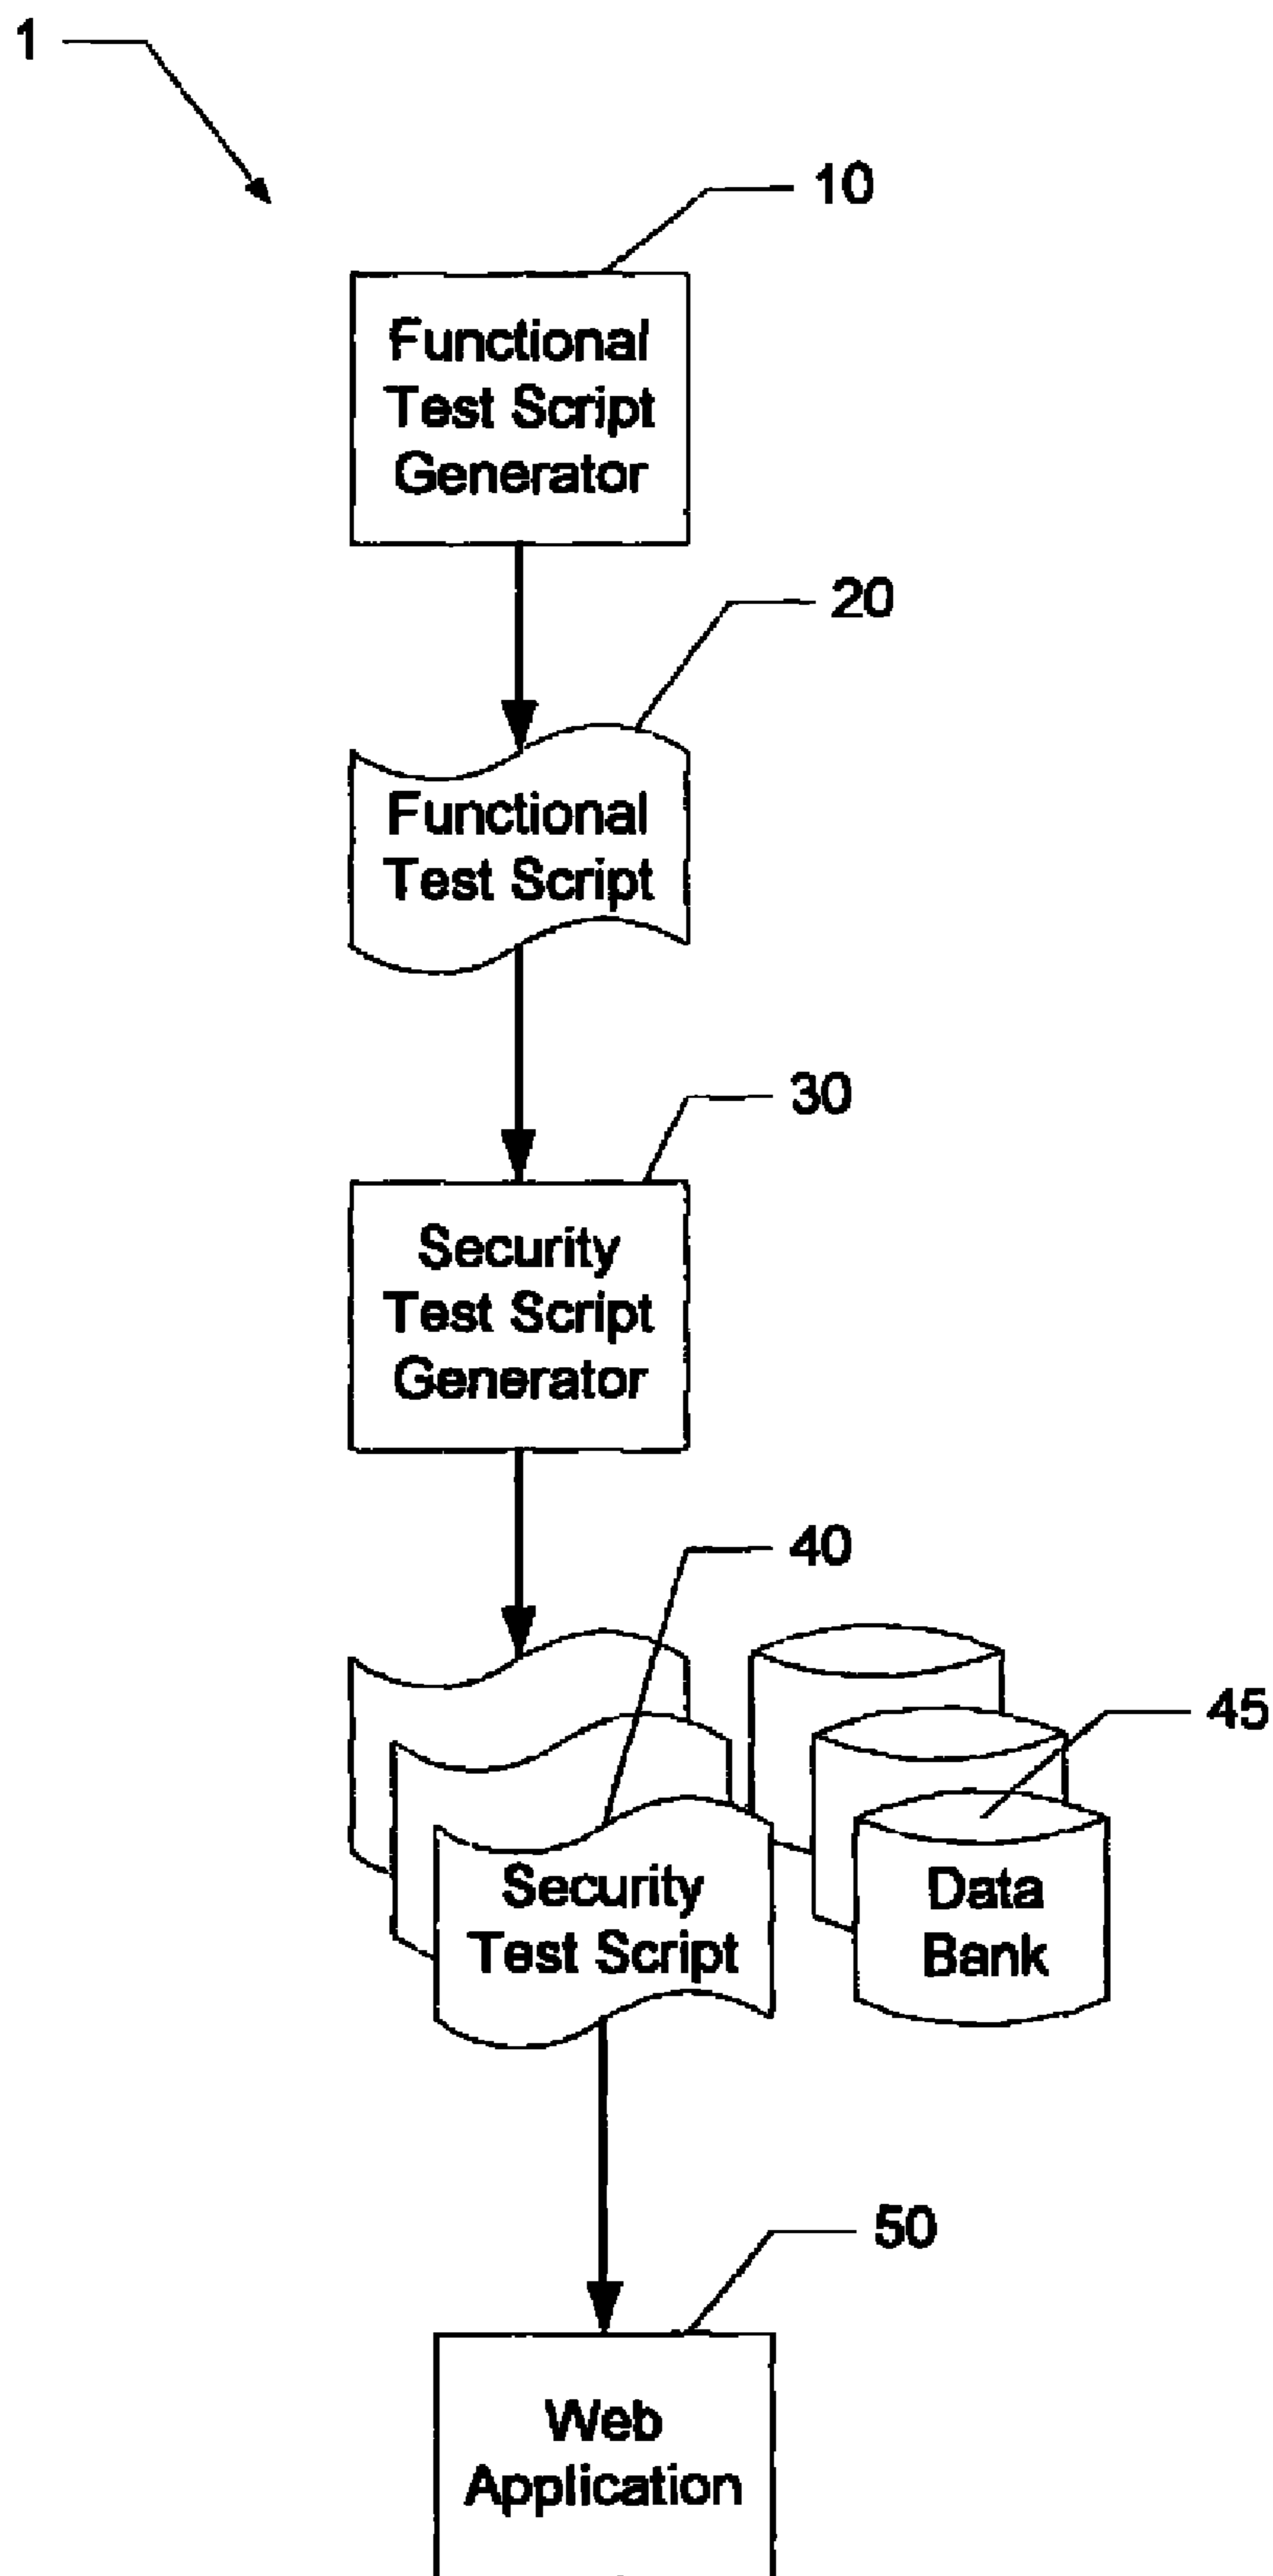 1
10
Functional
Test Script
Generator
20
Functional
Test Script
30
Security
Test Script
Generator
40
45
Security
Test Script
Data
Bank
50
Web
Application